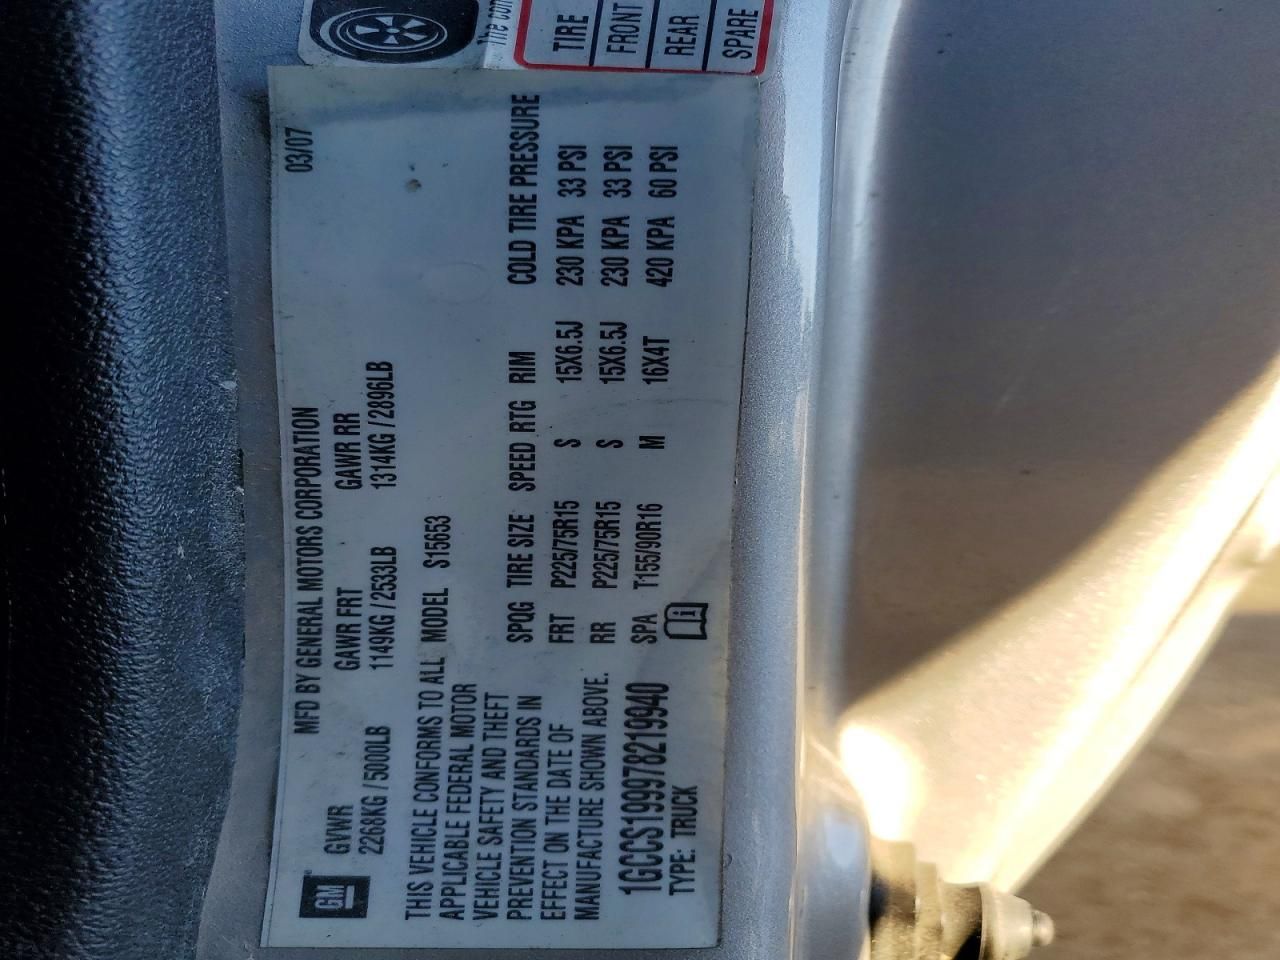 The con
TIRE
FRONT
REAR
SPARE
GM
MFD BY GENERAL MOTORS CORPORATION 03/07
GVWR GAWR FRT GAWR RR
2268KG / 5000LB 1149KG / 2533LB 1314KG / 2896LB
THIS VEHICLE CONFORMS TO ALL MODEL S15653
APPLICABLE FEDERAL MOTOR
VEHICLE SAFETY AND THEFT
PREVENTION STANDARDS IN
EFFECT ON THE DATE OF
MANUFACTURE SHOWN ABOVE.
SPQG TIRE SIZE SPEED RTG RIM COLD TIRE PRESSURE
FRT P225/75R15 S 15X6.5J 230 KPA 33 PSI
RR P225/75R15 S 15X6.5J 230 KPA 33 PSI
SPA T155/90R16 M 16X4T 420 KPA 60 PSI
1GCCS199978219940
TYPE: TRUCK